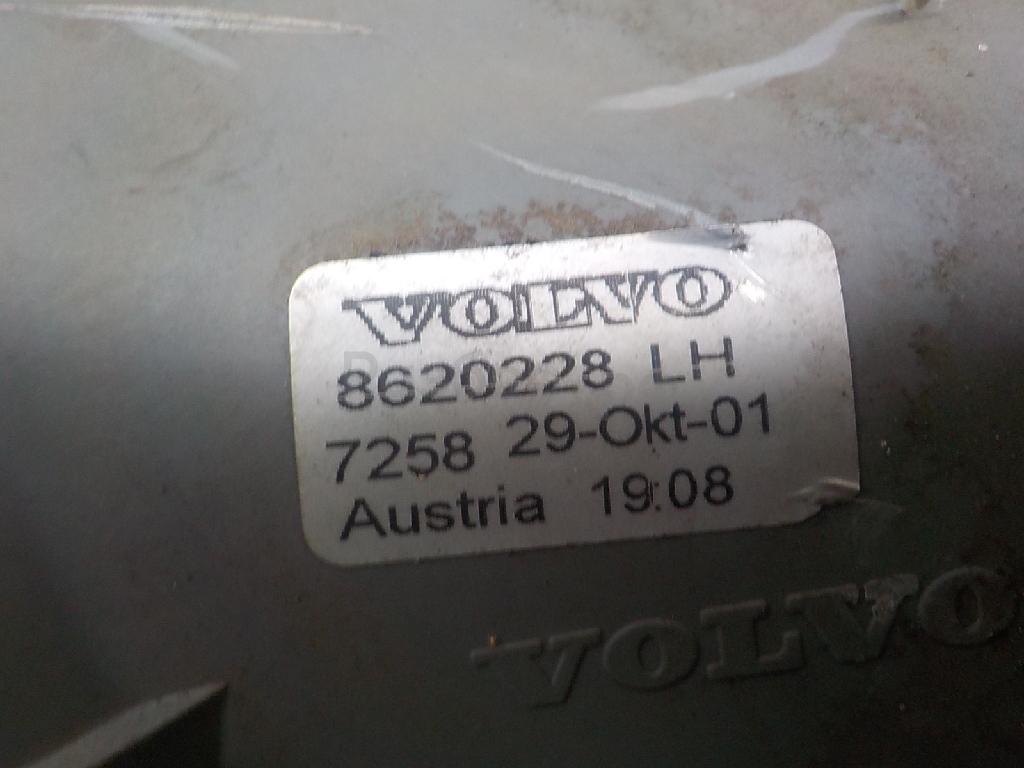 VOLVO
8620228 LH
7258 29-Okt-01
Austria 19:08
VOLVO